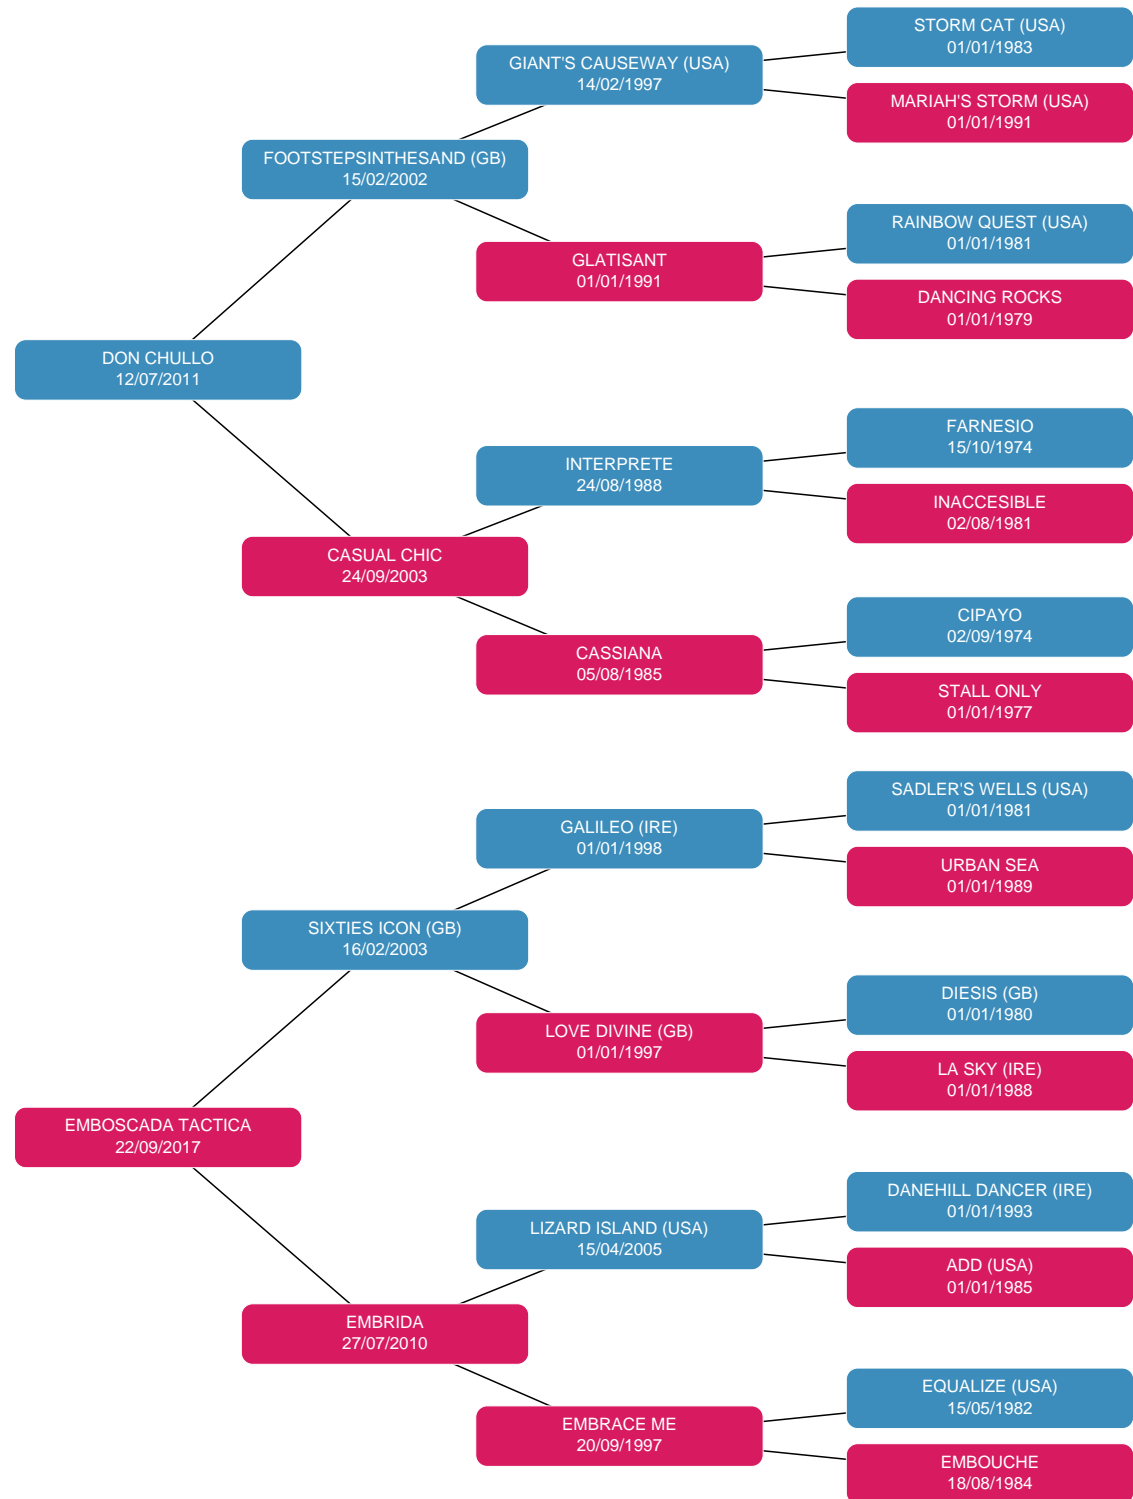 STORM CAT (USA)
01/01/1983
GIANT'S CAUSEWAY (USA)
14/02/1997
MARIAH'S STORM (USA)
01/01/1991
FOOTSTEPSINTHESAND (GB)
15/02/2002
RAINBOW QUEST (USA)
01/01/1981
GLATISANT
01/01/1991
DANCING ROCKS
01/01/1979
DON CHULLO
12/07/2011
FARNESIO
15/10/1974
INTERPRETE
24/08/1988
INACCESIBLE
02/08/1981
CASUAL CHIC
24/09/2003
CIPAYO
02/09/1974
CASSIANA
05/08/1985
STALL ONLY
01/01/1977
SADLER'S WELLS (USA)
01/01/1981
GALILEO (IRE)
01/01/1998
URBAN SEA
01/01/1989
SIXTIES ICON (GB)
16/02/2003
DIESIS (GB)
01/01/1980
LOVE DIVINE (GB)
01/01/1997
LA SKY (IRE)
01/01/1988
EMBOSCADA TACTICA
22/09/2017
DANEHILL DANCER (IRE)
01/01/1993
LIZARD ISLAND (USA)
15/04/2005
ADD (USA)
01/01/1985
EMBRIDA
27/07/2010
EQUALIZE (USA)
15/05/1982
EMBRACE ME
20/09/1997
EMBOUCHE
18/08/1984